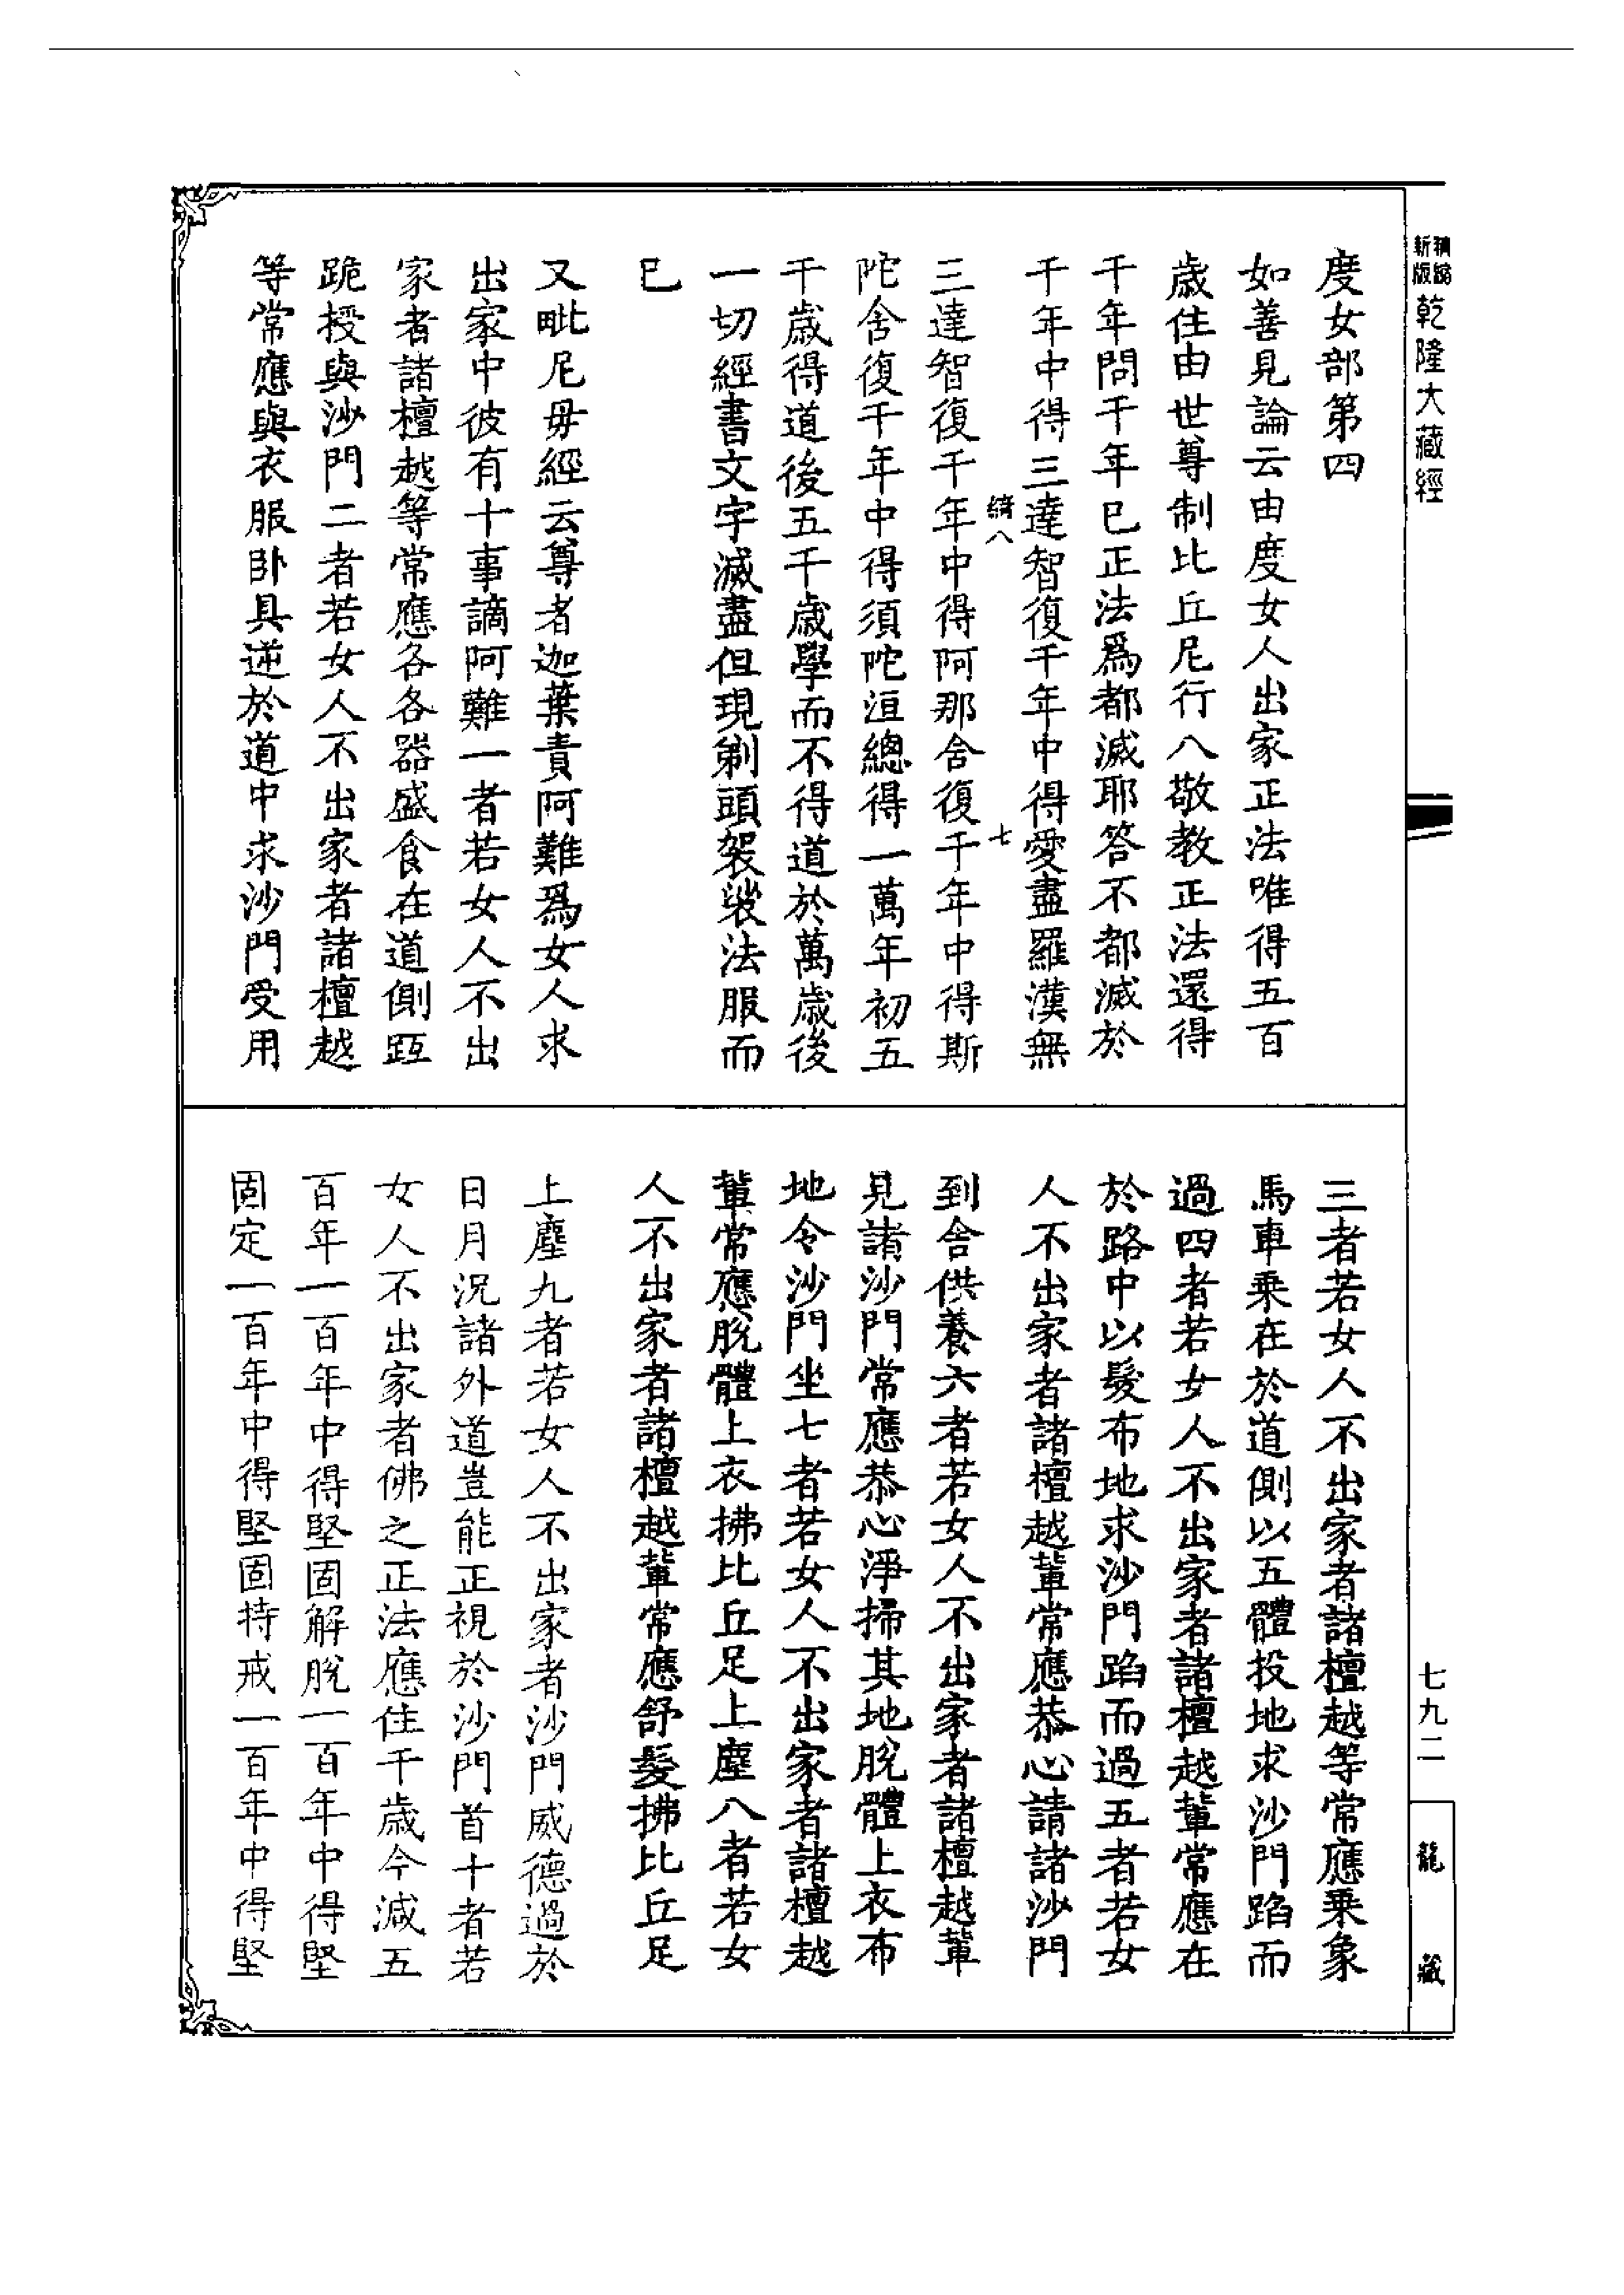 新版精縮乾隆大藏經
度女部第四
如善見論云由度女人出家正法唯得五百
歲住由世尊制比丘尼行八敬教正法還得
千年問千年已正法爲都滅耶答不都滅於
千年中得三達智復千年中得愛盡羅漢無
綺八 七
三達智復千年中得阿那舍復千年中得斯
陀舍復千年中得須陀洹總得一萬年初五
千歲得道後五千歲學而不得道於萬歲後
一切經書文字滅盡但現剃頭袈裟法服而
已
又毗尼毋經云尊者迦葉責阿難爲女人求
出家中彼有十事謫阿難一者若女人不出
家者諸檀越等常應各各器盛食在道側跽
跪授與沙門二者若女人不出家者諸檀越
等常應與衣服卧具逆於道中求沙門受用
三者若女人不出家者諸檀越等常應乘象
馬車乘在於道側以五體投地求沙門蹈而
過四者若女人不出家者諸檀越輩常應在
於路中以髮布地求沙門蹈而過五者若女
人不出家者諸檀越輩常應恭心請諸沙門
到舍供養六者若女人不出家者諸檀越輩
見諸沙門常應恭心淨掃其地脫體上衣布
地令沙門坐七者若女人不出家者諸檀越
輩常應脫體上衣拂比丘足上塵八者若女
人不出家者諸檀越輩常應舒髮拂比丘足
上塵九者若女人不出家者沙門威德過於
日月況諸外道豈能正視於沙門首十者若
女人不出家者佛之正法應住千歲今減五
百年一百年中得堅固解脫一百年中得堅
固定一百年中得堅固持戒一百年中得堅
七九二
龍藏